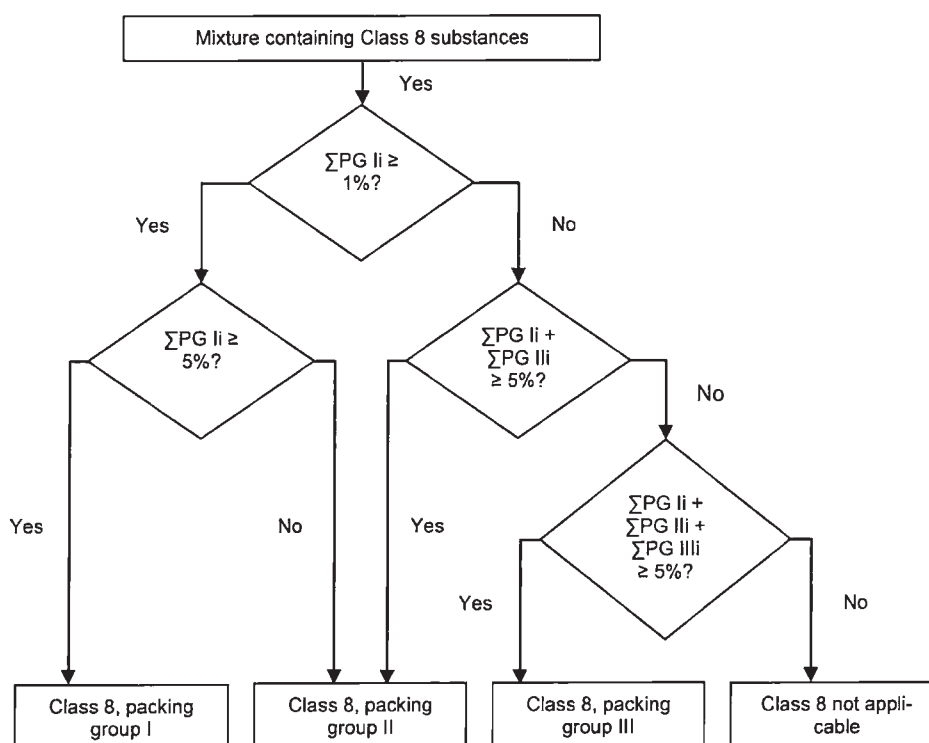 Mixture containing Class 8 substances
Yes
∑PG Ii ≥
1%?
Yes
No
∑PG Ii ≥
5%?
∑PG Ii +
∑PG IIi
≥ 5%?
No
Yes
No
Yes
∑PG Ii +
∑PG IIi +
∑PG IIIi
≥ 5%?
Yes
No
Class 8, packing
group I
Class 8, packing
group II
Class 8, packing
group III
Class 8 not appli-
cable